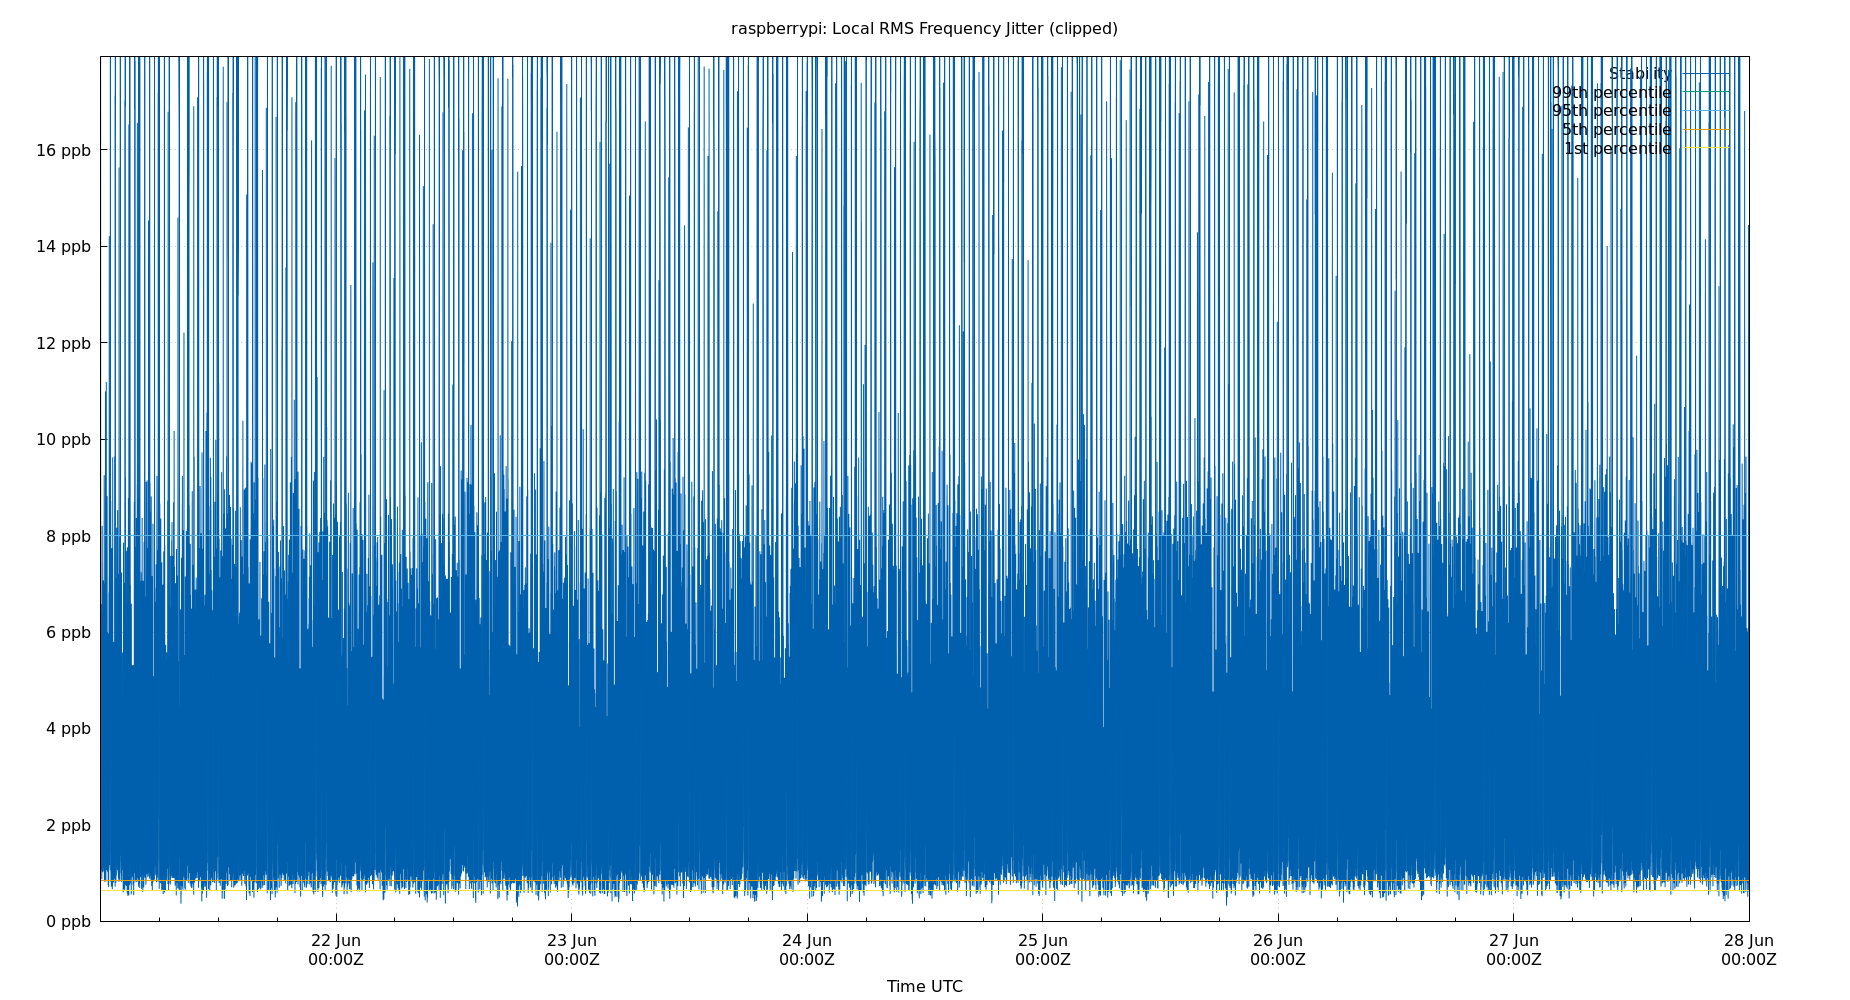 raspberrypi: Local RMS Frequency Jitter (clipped)
Stability
99th percentile
95th percentile
5th percentile
1st percentile
16 ppb
14 ppb
12 ppb
10 ppb
8 ppb
6 ppb
4 ppb
2 ppb
0 ppb
22 Jun 23 Jun 24 Jun 25 Jun 26 Jun 27 Jun 28 Jun
00:00Z 00:00Z 00:00Z 00:00Z 00:00Z 00:00Z 00:00Z
Time UTC